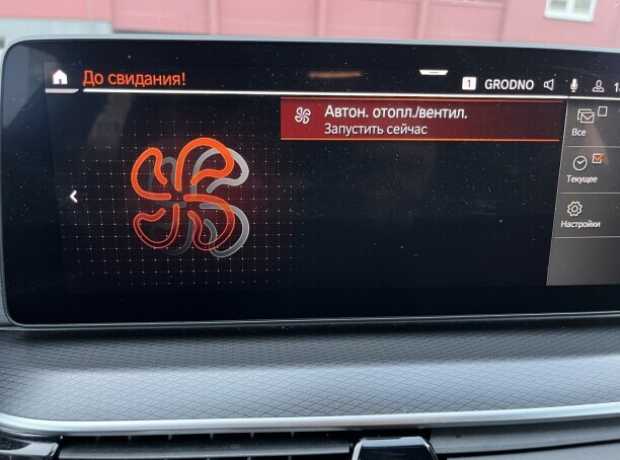 До свидания!
1 GRODNO
Автон. отопл./вентил.
Запустить сейчас
Все
Текущее
Настройки